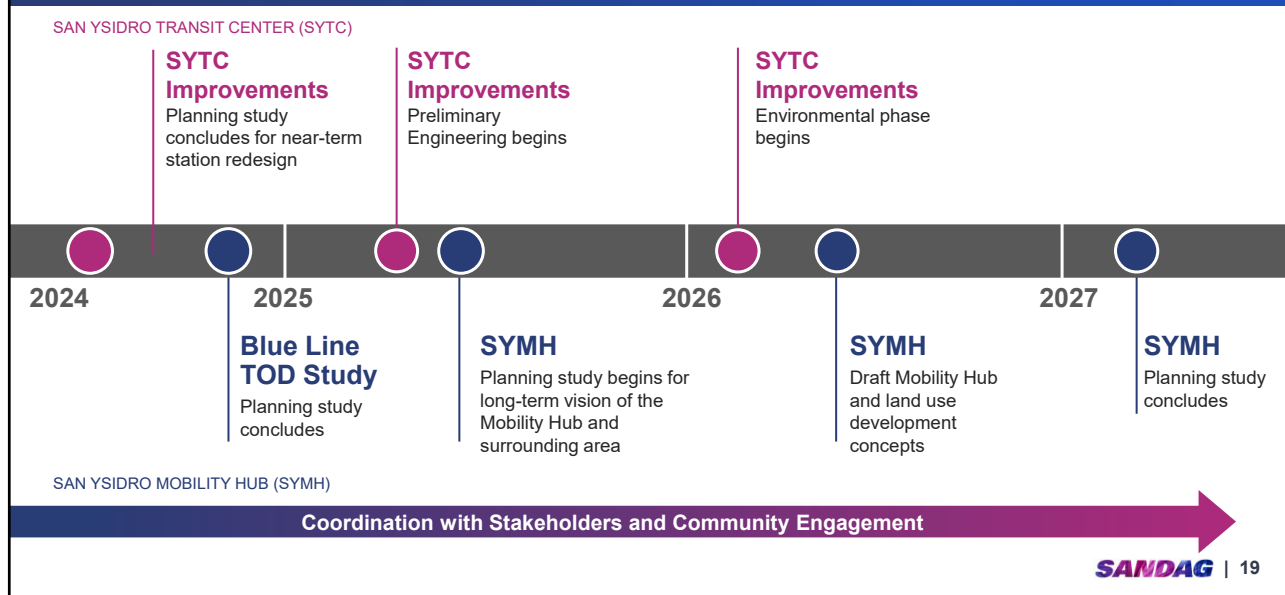 SAN YSIDRO TRANSIT CENTER (SYTC)
SYTC
Improvements
Planning study
concludes for near-term
station redesign
SYTC
Improvements
Preliminary
Engineering begins
SYTC
Improvements
Environmental phase
begins
2024
2025
2026
2027
Blue Line
TOD Study
Planning study
concludes
SYMH
Planning study begins for
long-term vision of the
Mobility Hub and
surrounding area
SYMH
Draft Mobility Hub
and land use
development
concepts
SYMH
Planning study
concludes
SAN YSIDRO MOBILITY HUB (SYMH)
Coordination with Stakeholders and Community Engagement
SANDAG | 19